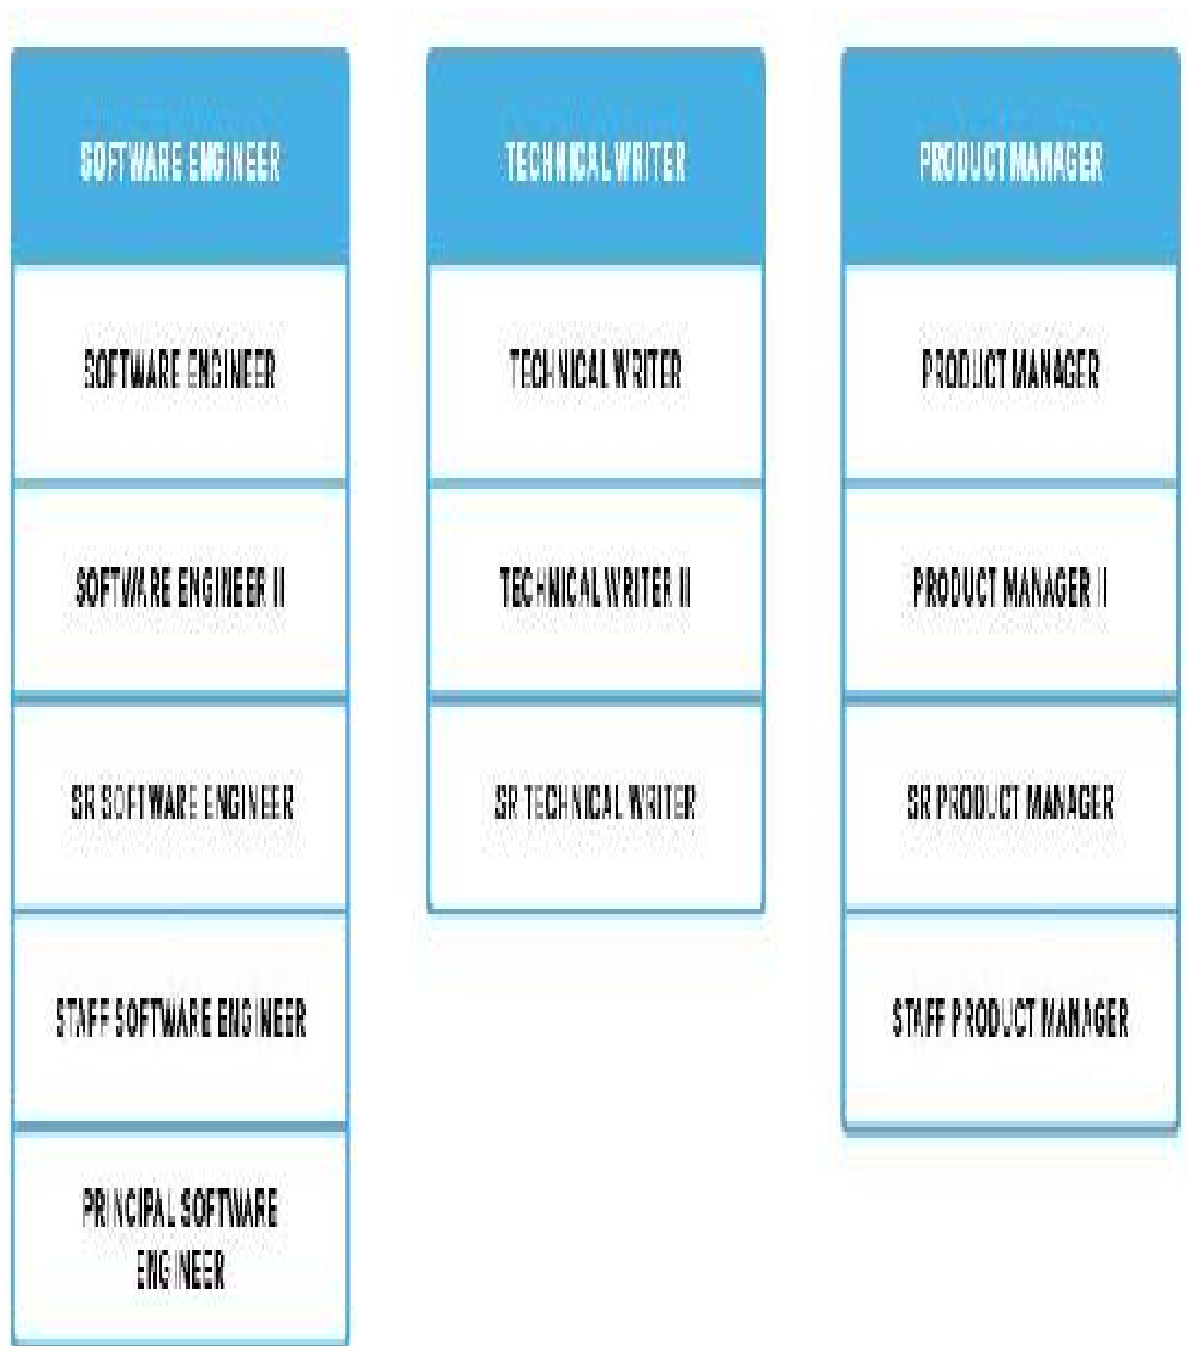 SOFTWARE ENGINEER
SOFTWARE ENGINEER
SOFTWARE ENGINEER II
SR SOFTWARE ENGINEER
STAFF SOFTWARE ENGINEER
PRINCIPAL SOFTWARE
ENGINEER
TECHNICAL WRITER
TECHNICAL WRITER
TECHNICAL WRITER II
SR TECHNICAL WRITER
PRODUCT MANAGER
PRODUCT MANAGER
PRODUCT MANAGER II
SR PRODUCT MANAGER
STAFF PRODUCT MANAGER